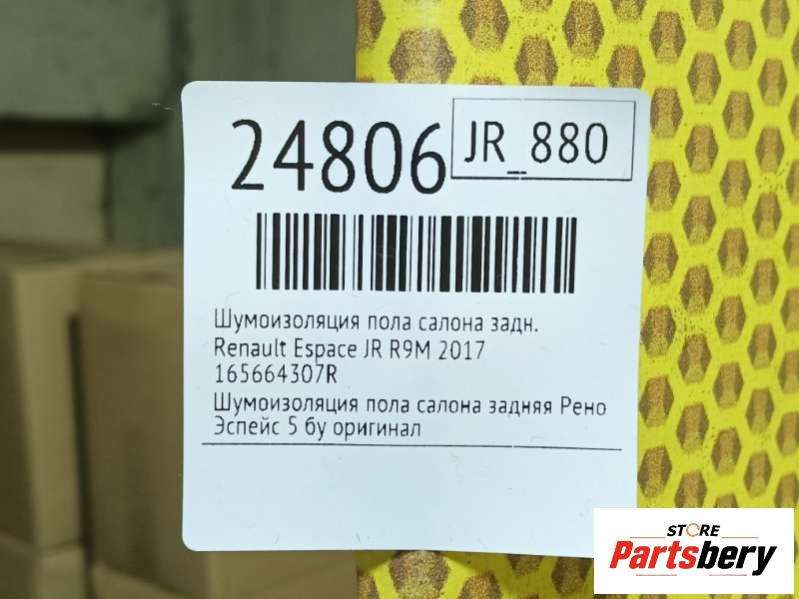 24806
JR_880
Шумоизоляция пола салона задн.
Renault Espace JR R9M 2017
165664307R
Шумоизоляция пола салона задняя Рено
Эспейс 5 бу оригинал
STORE
Partsbery